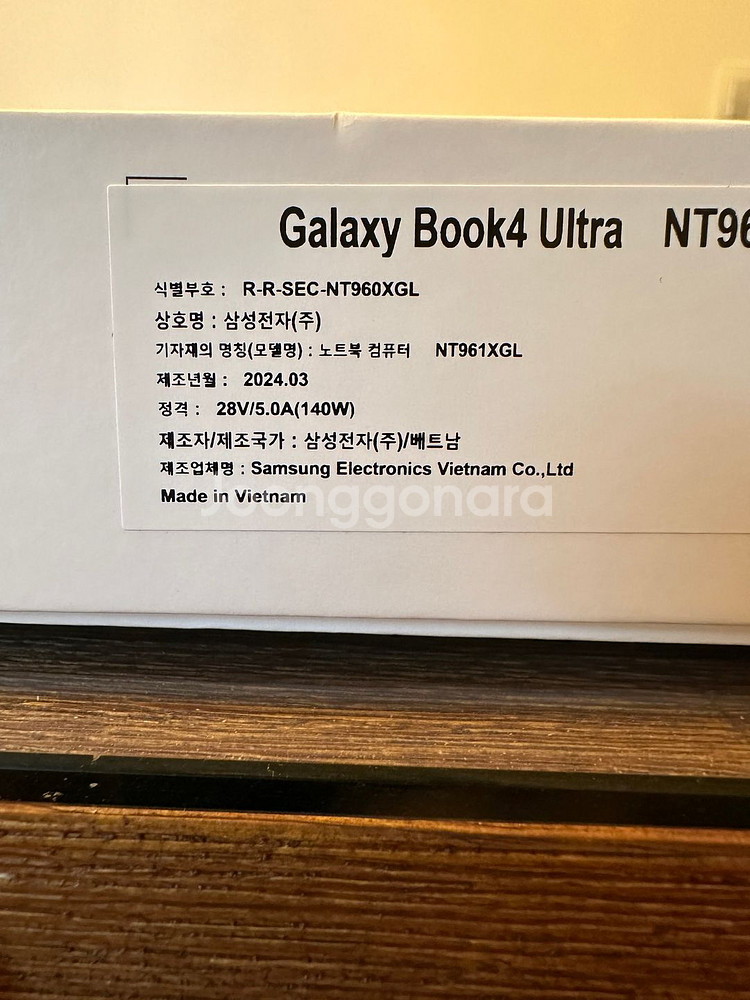 Galaxy Book4 Ultra NT96
식별부호 : R-R-SEC-NT960XGL
상호명 : 삼성전자(주)
기자재의 명칭(모델명) : 노트북 컴퓨터 NT961XGL
제조년월 : 2024.03
정격 : 28V/5.0A(140W)
제조자/제조국가 : 삼성전자(주)/베트남
제조업체명 : Samsung Electronics Vietnam Co.,Ltd
Made in Vietnam
Joonggonara